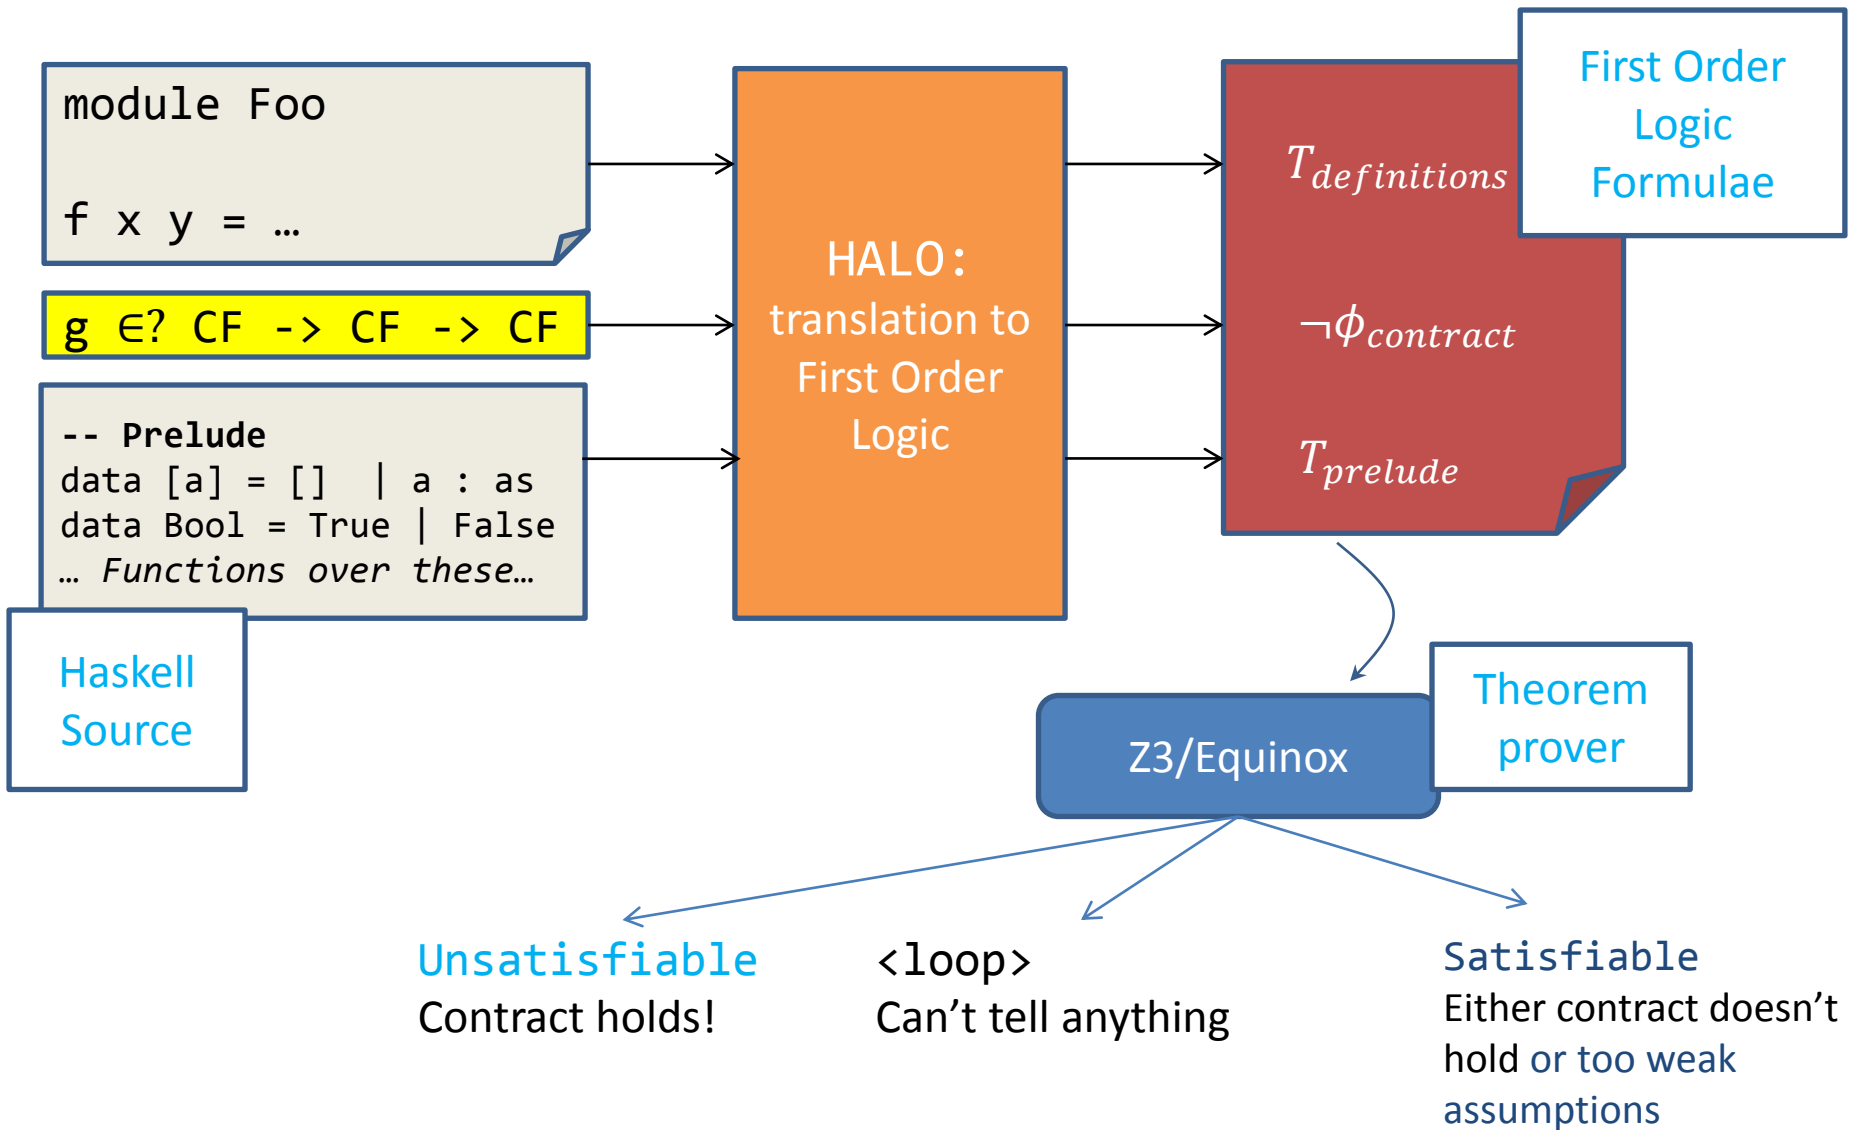 module Foo
f x y = …
g ∈? CF -> CF -> CF
-- Prelude
data [a] = [] | a : as
data Bool = True | False
… Functions over these…
Haskell
Source
HALO:
translation to
First Order
Logic
T_definitions
¬ϕ_contract
T_prelude
First Order
Logic
Formulae
Z3/Equinox
Theorem
prover
Unsatisfiable
Contract holds!
<loop>
Can’t tell anything
Satisfiable
Either contract doesn’t
hold or too weak
assumptions